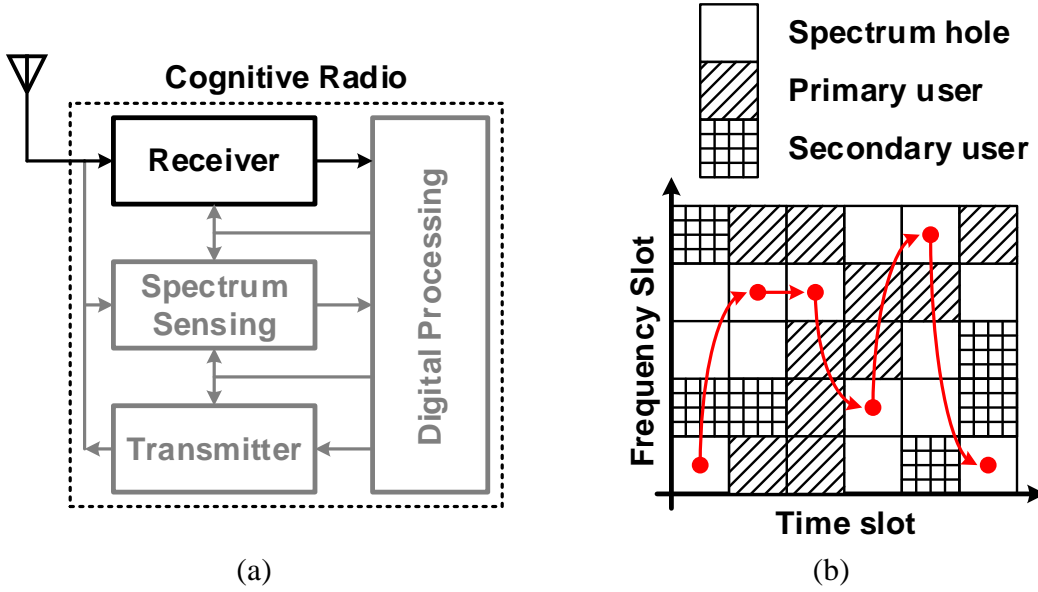 Cognitive Radio
Receiver
Spectrum
Sensing
Transmitter
Digital Processing
(a)
Spectrum hole
Primary user
Secondary user
Frequency Slot
Time slot
(b)